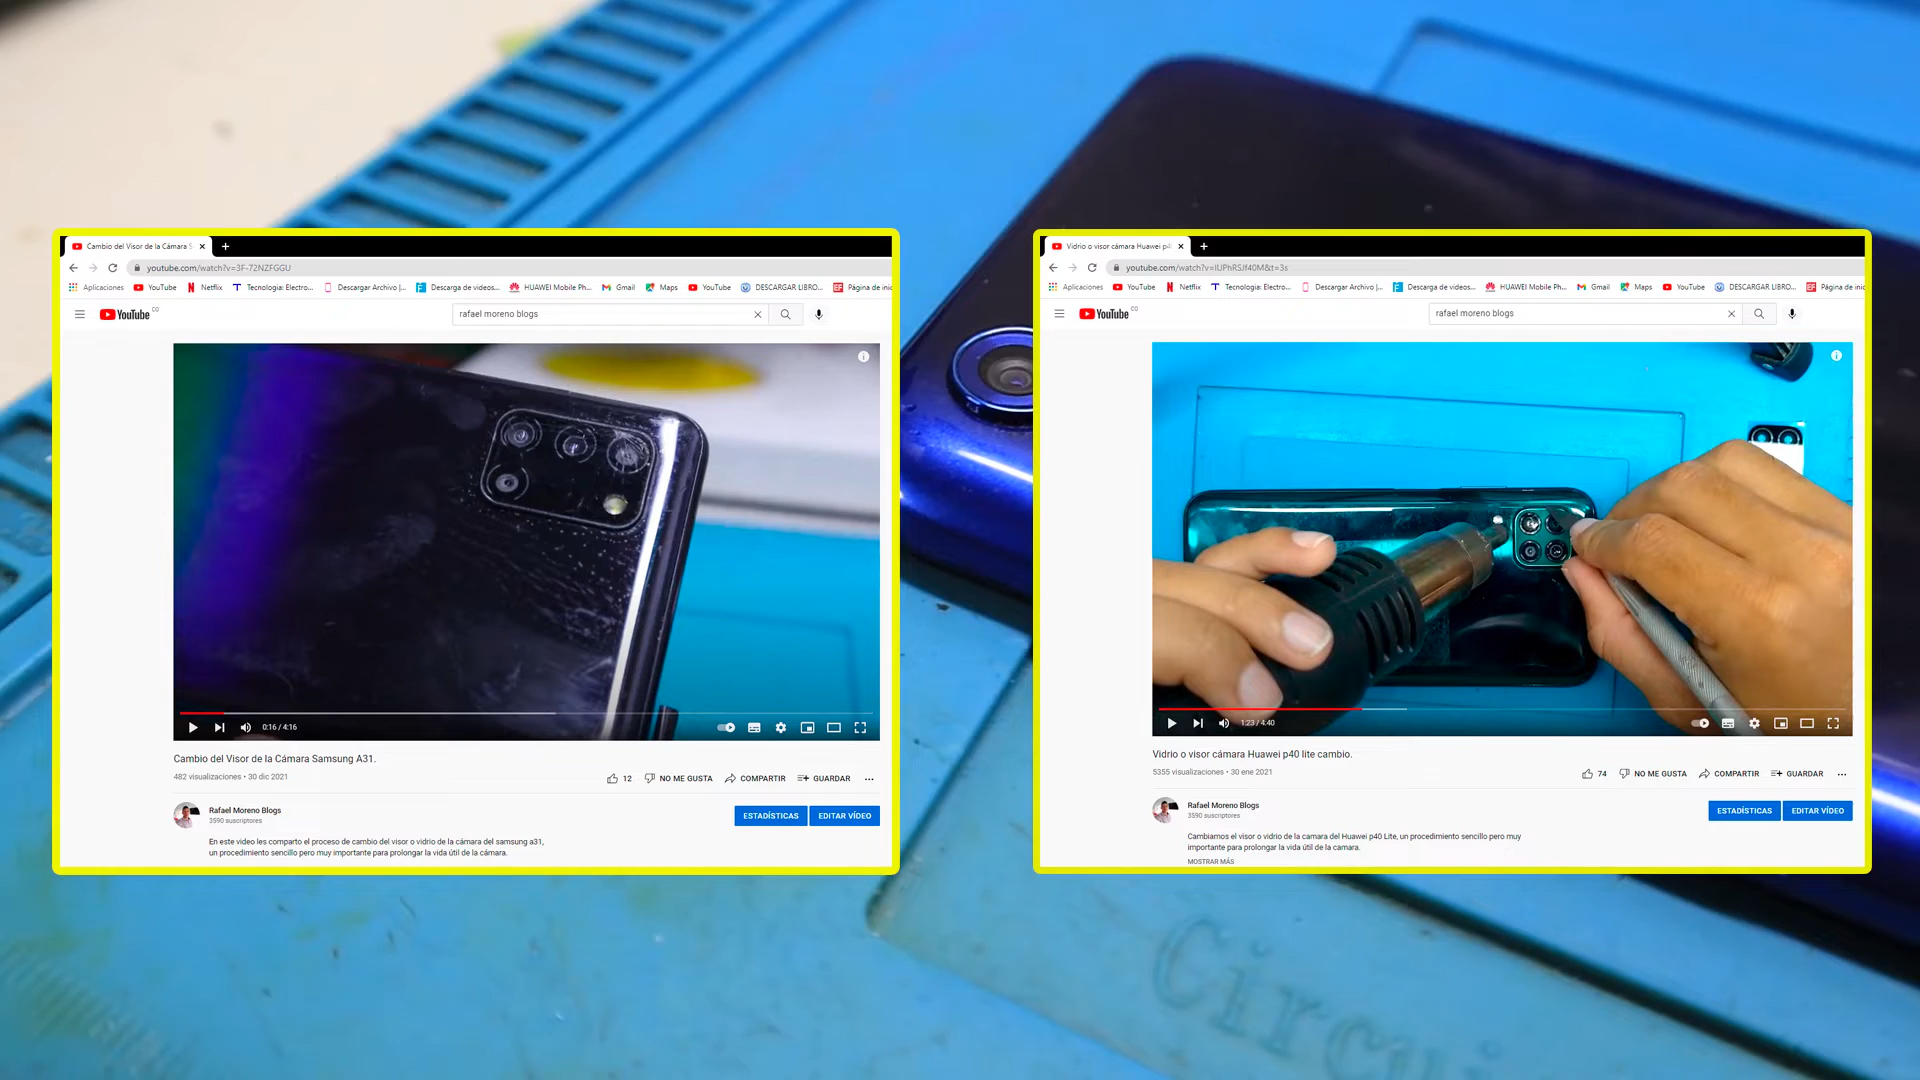 Cambio del Visor de la Cámara S
youtube.com/watch?v=3F-72NZFGGU
Aplicaciones YouTube Netflix Tecnologia: Electro... Descargar Archivo |... Descarga de videos... HUAWEI Mobile Ph... Gmail Maps YouTube DESCARGAR LIBRO... Página de inic
YouTube CO
rafael moreno blogs
0:16 / 4:16
Cambio del Visor de la Cámara Samsung A31.
482 visualizaciones • 30 dic 2021
12 NO ME GUSTA COMPARTIR GUARDAR
Rafael Moreno Blogs
3590 suscriptores
ESTADÍSTICAS EDITAR VÍDEO
En este video les comparto el proceso de cambio del visor o vidrio de la cámara del samsung a31,
un procedimiento sencillo pero muy importante para prolongar la vida útil de la cámara.
Vidrio o visor cámara Huawei p4
Aplicaciones YouTube Netflix Tecnologia: Electro... Descargar Archivo |... Descarga de videos... HUAWEI Mobile Ph... Gmail Maps YouTube DESCARGAR LIBRO... Página de inic
YouTube CO
rafael moreno blogs
1:23 / 4:40
Vidrio o visor cámara Huawei p40 lite cambio.
5355 visualizaciones • 30 ene 2021
74 NO ME GUSTA COMPARTIR GUARDAR
Rafael Moreno Blogs
3590 suscriptores
ESTADÍSTICAS EDITAR VÍDEO
Cambiamos el visor o vidrio de la camara del Huawei p40 Lite, un procedimiento sencillo pero muy
importante para prolongar la vida útil de la camara.
MOSTRAR MÁS
Circui